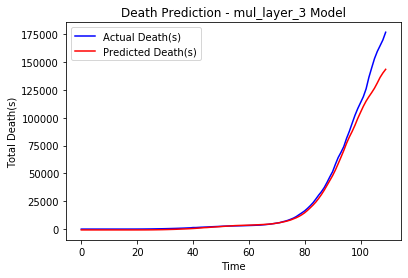 Death Prediction - mul_layer_3 Model
Actual Death(s)
Predicted Death(s)
Total Death(s)
175000
150000
125000
100000
75000
50000
25000
0
0 20 40 60 80 100
Time